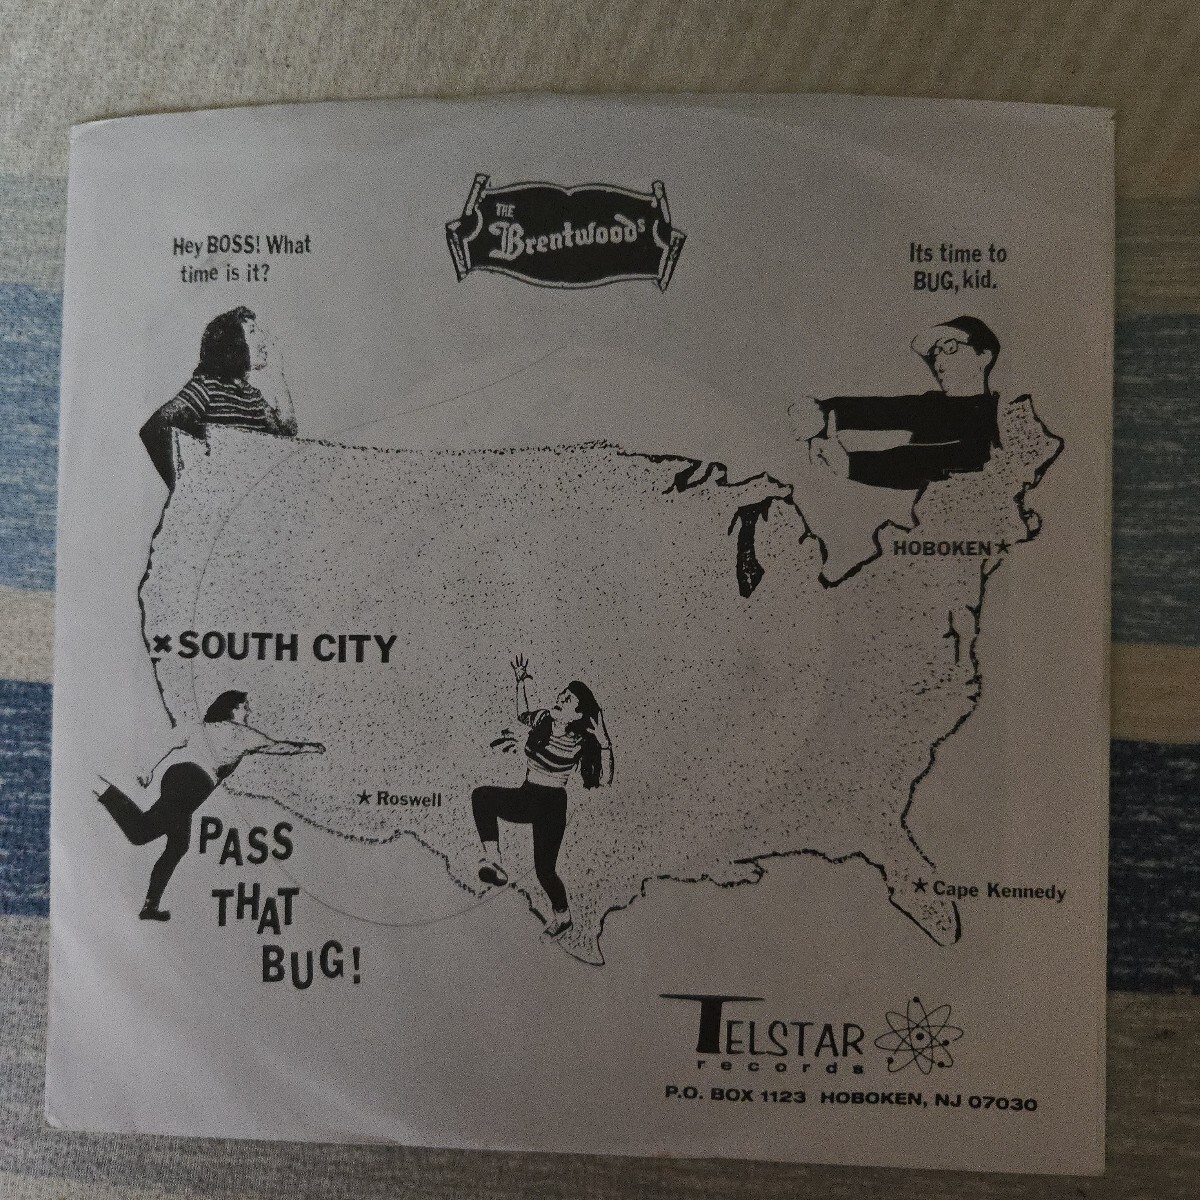 THE
Brentwoods
Hey BOSS! What
time is it?
Its time to
BUG, kid.
HOBOKEN
SOUTH CITY
Roswell
PASS
THAT
BUG!
Cape Kennedy
TELSTAR
records
P.O. BOX 1123 HOBOKEN, NJ 07030